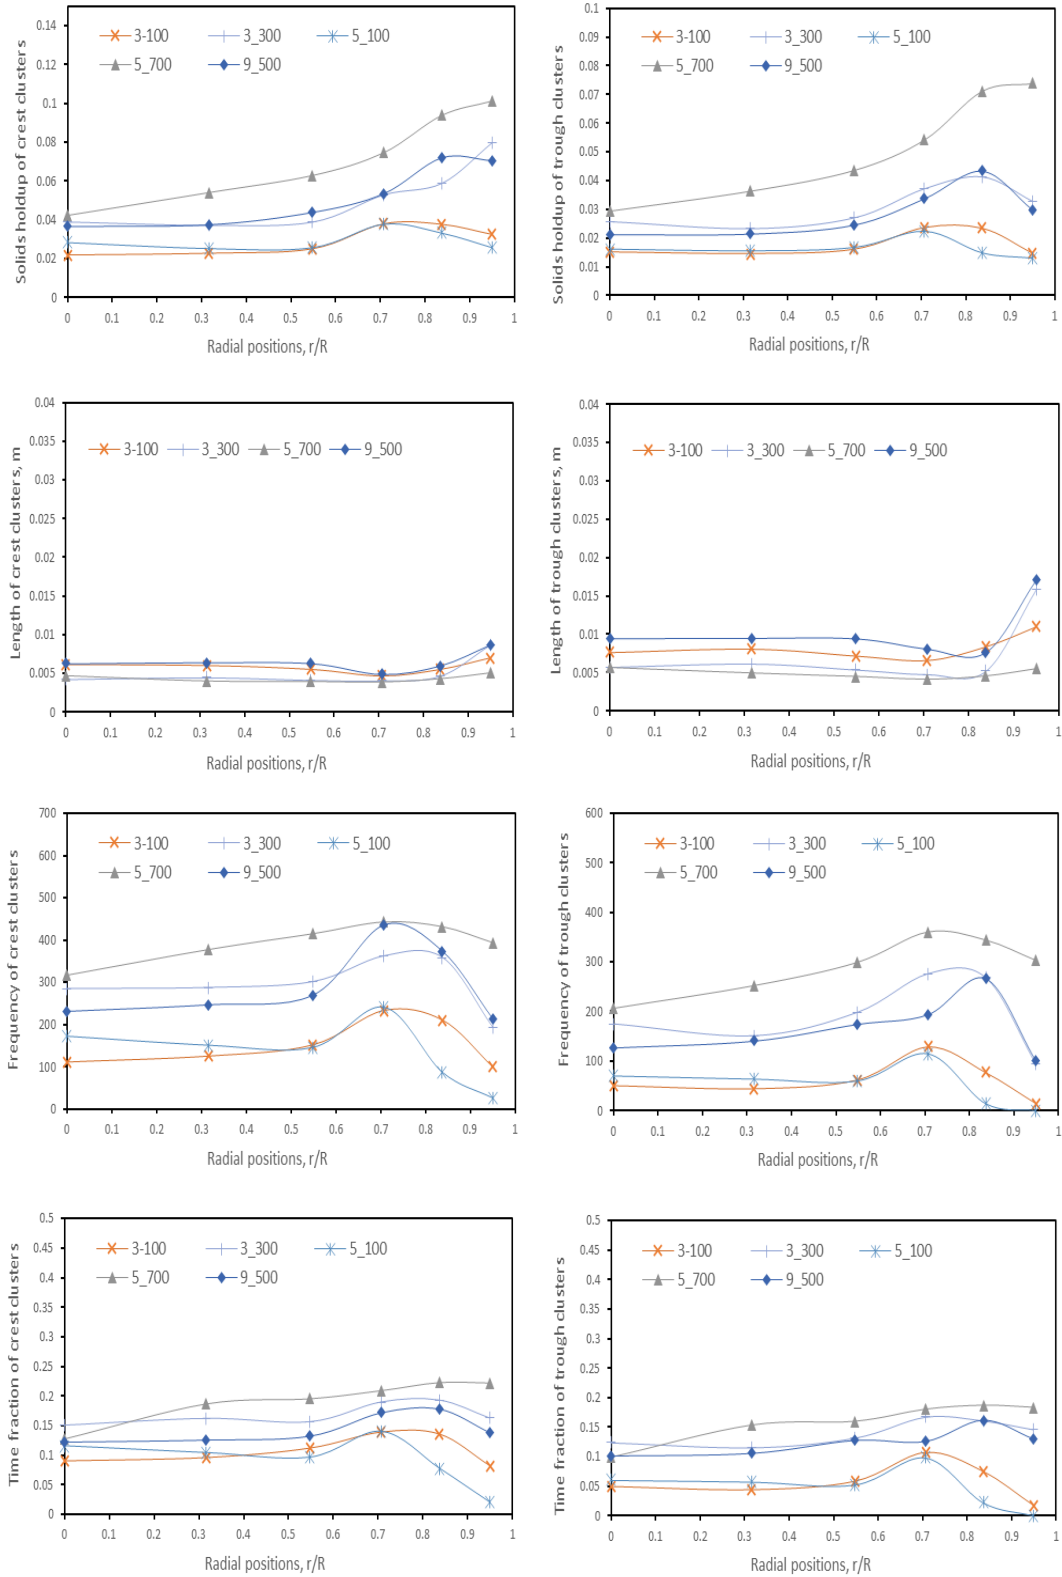 Solids holdup of crest clusters
0.14
0.12
0.1
0.08
0.06
0.04
0.02
0
3-100 3_300 5_100
5_700 9_500
0 0.1 0.2 0.3 0.4 0.5 0.6 0.7 0.8 0.9 1
Radial positions, r/R
Solids holdup of trough clusters
0.1
0.09
0.08
0.07
0.06
0.05
0.04
0.03
0.02
0.01
0
3-100 3_300 5_100
5_700 9_500
0 0.1 0.2 0.3 0.4 0.5 0.6 0.7 0.8 0.9 1
Radial positions, r/R
Length of crest clusters, m
0.04
0.035
0.03
0.025
0.02
0.015
0.01
0.005
0
3-100 3_300 5_700 9_500
0 0.1 0.2 0.3 0.4 0.5 0.6 0.7 0.8 0.9 1
Radial positions, r/R
Length of trough clusters, m
0.04
0.035
0.03
0.025
0.02
0.015
0.01
0.005
0
3-100 3_300 5_700 9_500
0 0.1 0.2 0.3 0.4 0.5 0.6 0.7 0.8 0.9 1
Radial positions, r/R
Frequency of crest clusters
700
600
500
400
300
200
100
0
3-100 3_300 5_100
5_700 9_500
0 0.1 0.2 0.3 0.4 0.5 0.6 0.7 0.8 0.9 1
Radial positions, r/R
Frequency of trough clusters
600
500
400
300
200
100
0
3-100 3_300 5_100
5_700 9_500
0 0.1 0.2 0.3 0.4 0.5 0.6 0.7 0.8 0.9 1
Radial positions, r/R
Time fraction of crest clusters
0.5
0.45
0.4
0.35
0.3
0.25
0.2
0.15
0.1
0.05
0
3-100 3_300 5_100
5_700 9_500
0 0.1 0.2 0.3 0.4 0.5 0.6 0.7 0.8 0.9 1
Radial positions, r/R
Time fraction of trough clusters
0.5
0.45
0.4
0.35
0.3
0.25
0.2
0.15
0.1
0.05
0
3-100 3_300 5_100
5_700 9_500
0 0.1 0.2 0.3 0.4 0.5 0.6 0.7 0.8 0.9 1
Radial positions, r/R